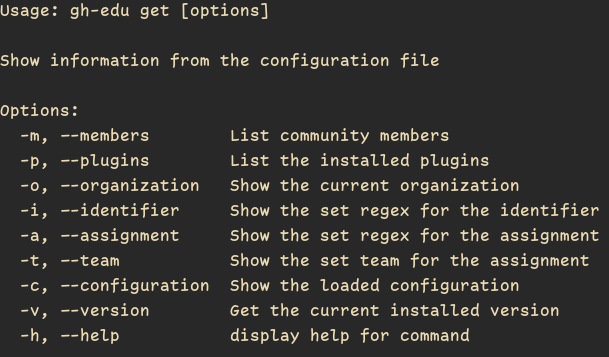 Usage: gh-edu get [options]

Show information from the configuration file

Options:
  -m, --members        List community members
  -p, --plugins        List the installed plugins
  -o, --organization   Show the current organization
  -i, --identifier     Show the set regex for the identifier
  -a, --assignment     Show the set regex for the assignment
  -t, --team           Show the set team for the assignment
  -c, --configuration  Show the loaded configuration
  -v, --version        Get the current installed version
  -h, --help           display help for command